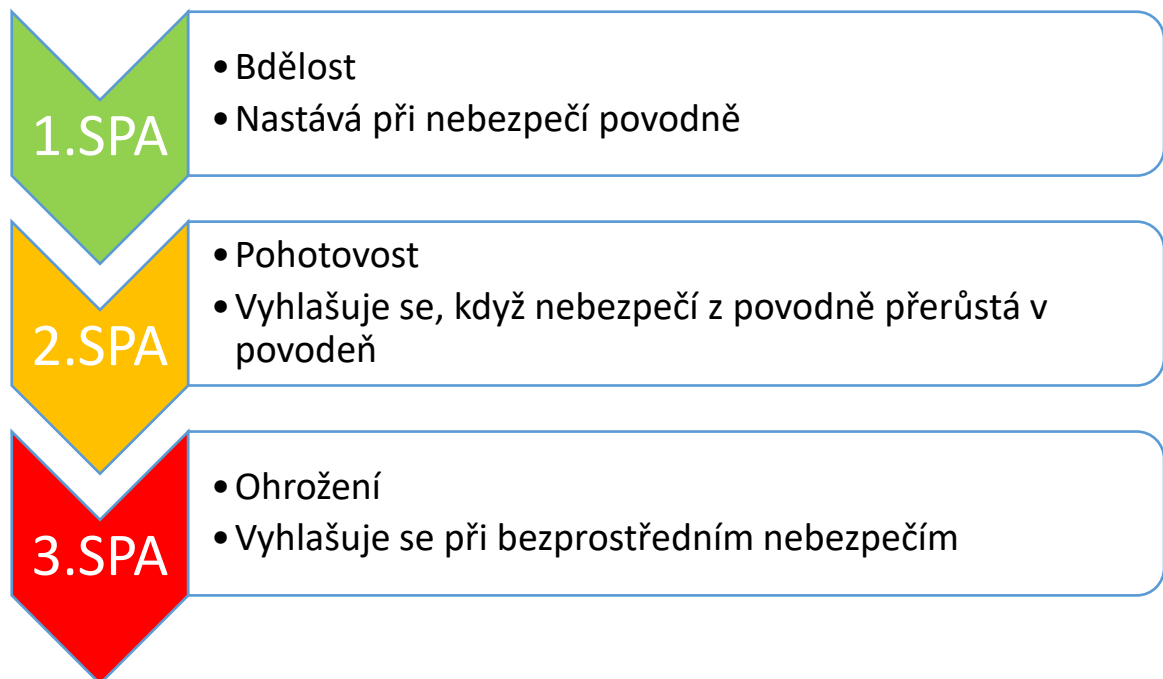 1.SPA
• Bdělost
• Nastává při nebezpečí povodně
2.SPA
• Pohotovost
• Vyhlašuje se, když nebezpečí z povodně přerůstá v
povodeň
3.SPA
• Ohrožení
• Vyhlašuje se při bezprostředním nebezpečím